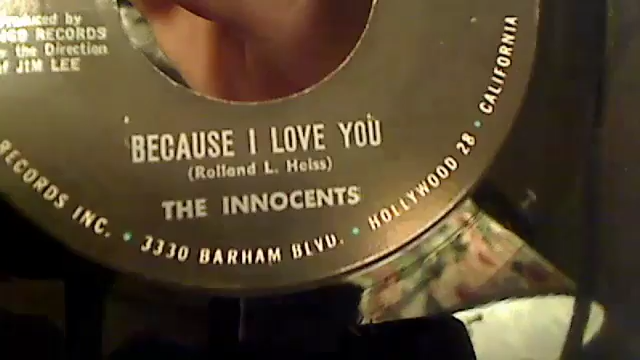 Produced by
RECORDS
the Direction
JIM LEE
BECAUSE I LOVE YOU
(Rolland L. Heiss)
THE INNOCENTS
RECORDS INC. • 3330 BARHAM BLVD. • HOLLYWOOD 28 • CALIFORNIA